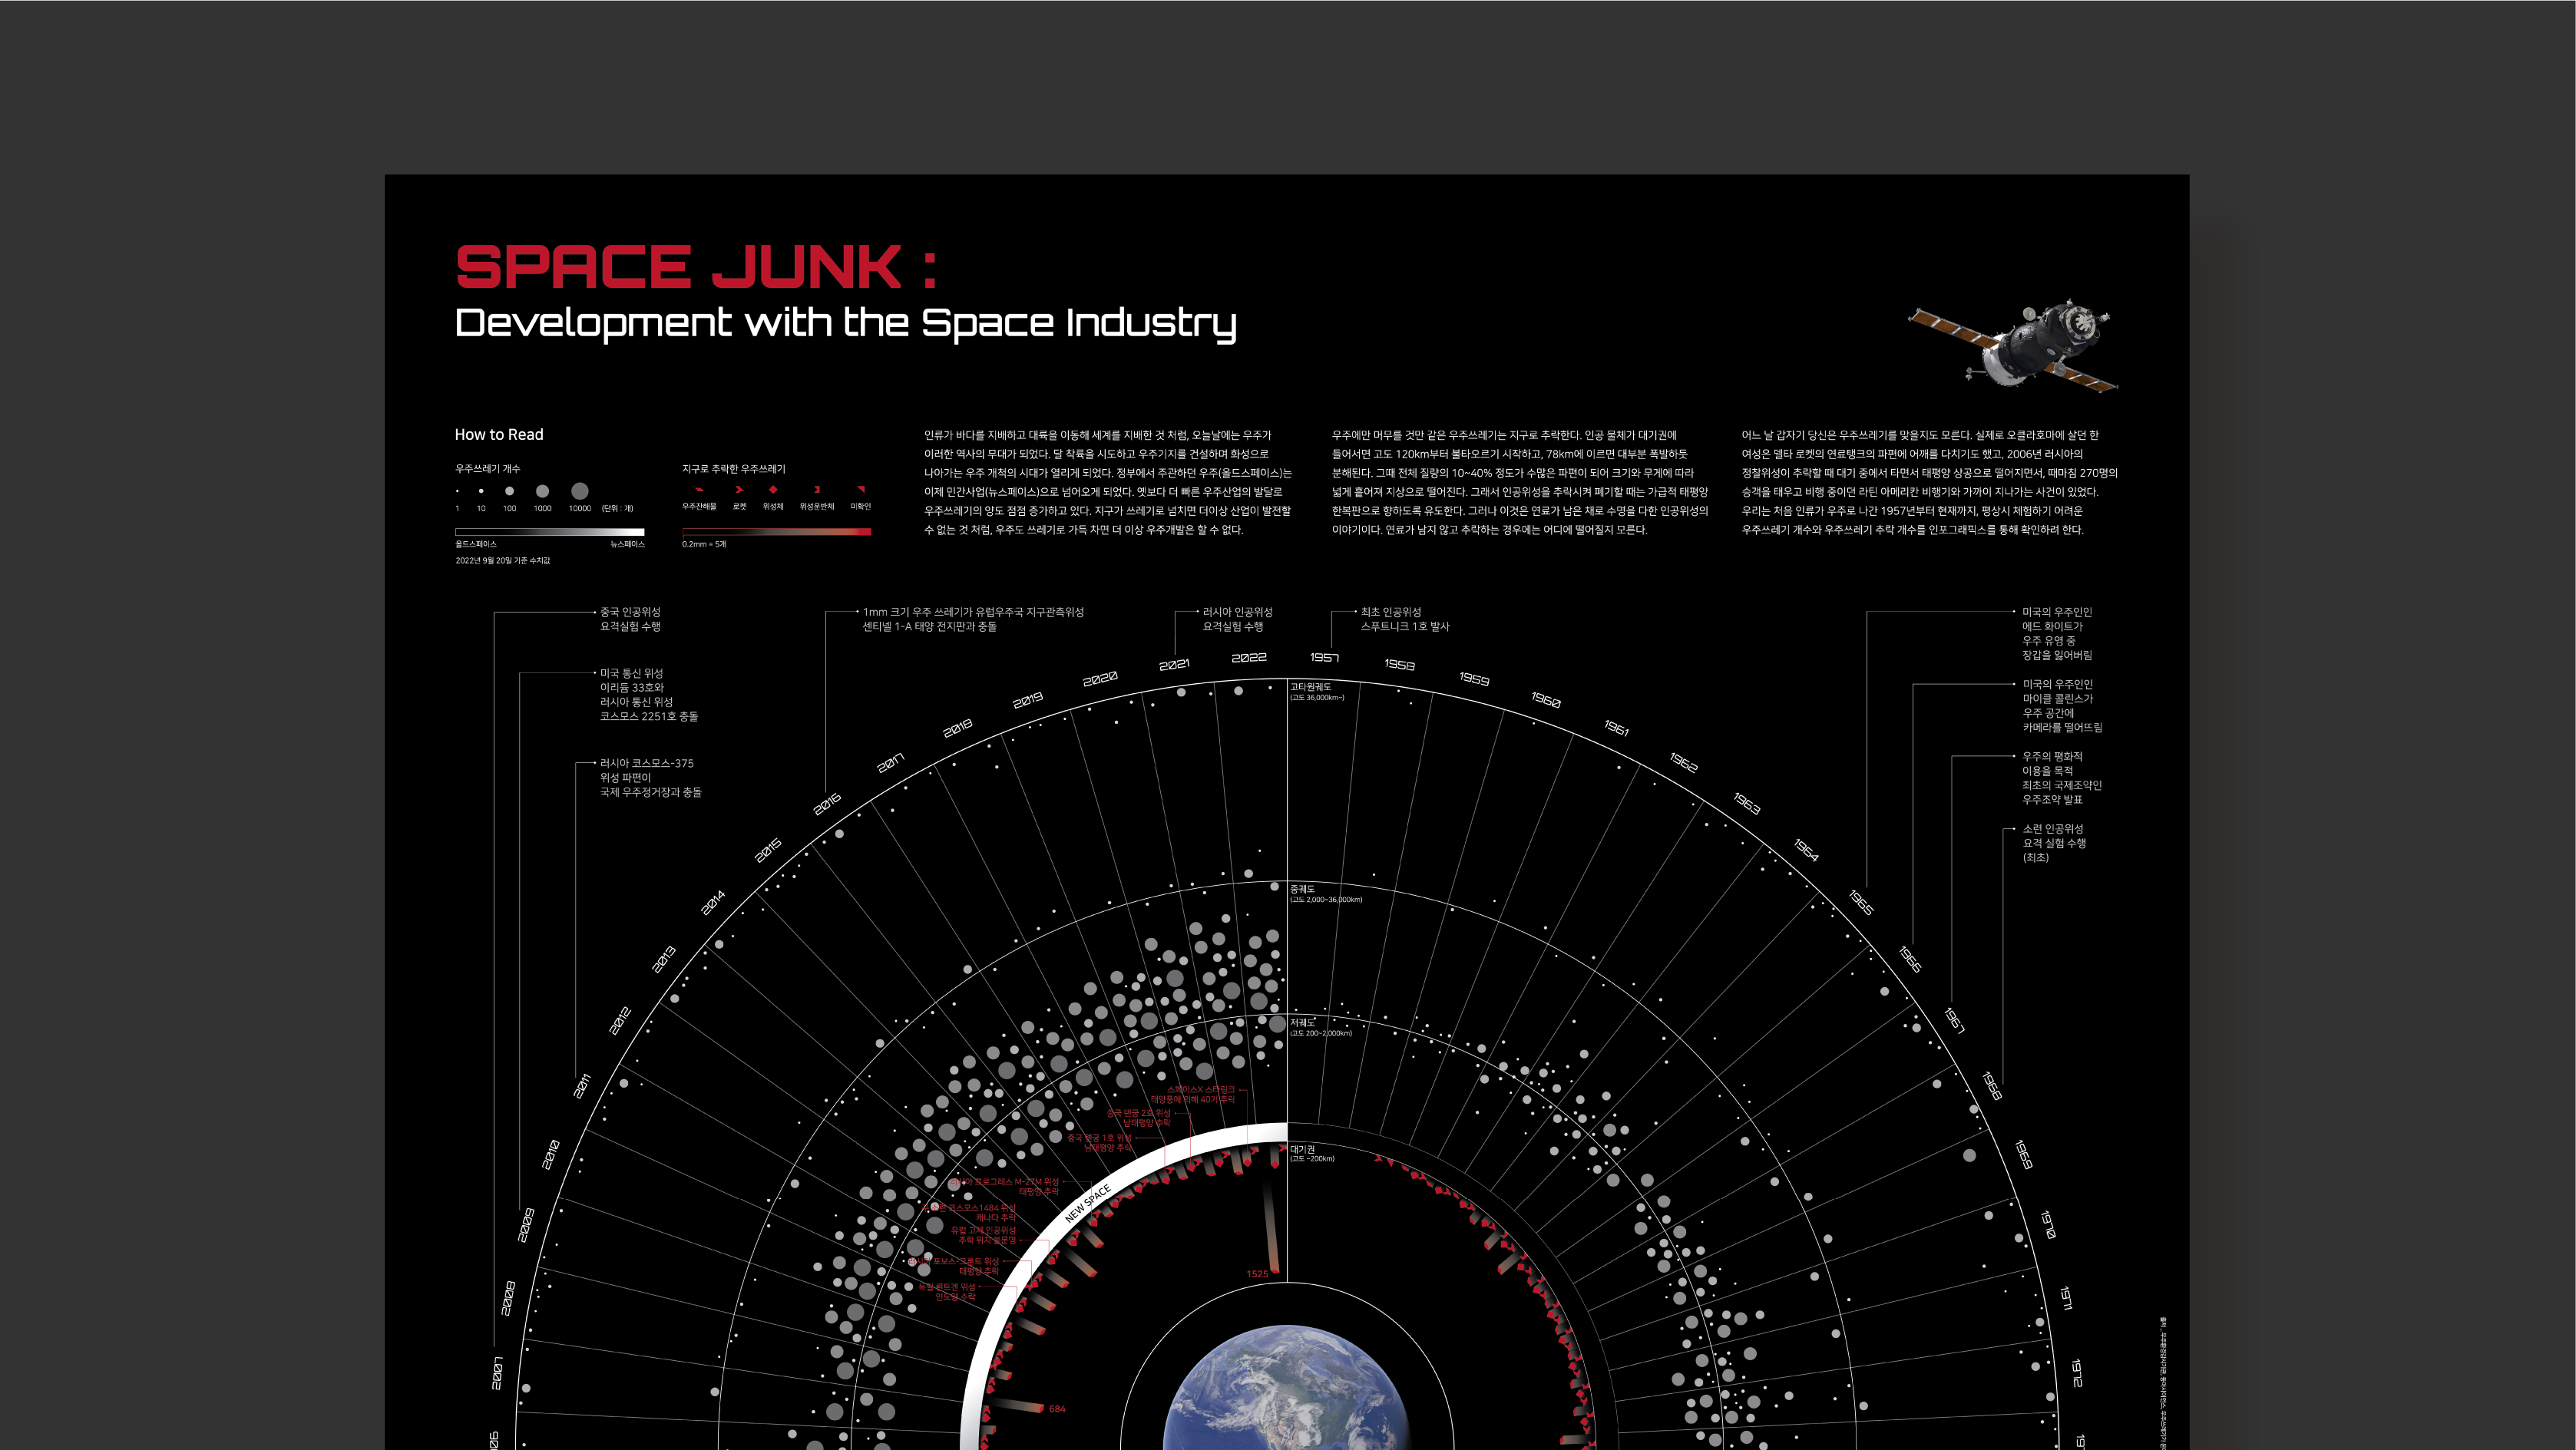 SPACE JUNK :
Development with the Space Industry
How to Read
우주쓰레기 개수
1 10 100 1000 10000 (단위 : 개)
올드스페이스 뉴스페이스
2022년 9월 20일 기준 수치값
지구로 추락한 우주쓰레기
우주잔해물 로켓 위성체 위성운반체 미확인
0.2mm = 5개
인류가 바다를 지배하고 대륙을 이동해 세계를 지배한 것 처럼, 오늘날에는 우주가
이러한 역사의 무대가 되었다. 달 착륙을 시도하고 우주기지를 건설하며 화성으로
나아가는 우주 개척의 시대가 열리게 되었다. 정부에서 주관하던 우주(올드스페이스)는
이제 민간사업(뉴스페이스)으로 넘어오게 되었다. 옛보다 더 빠른 우주산업의 발달로
우주쓰레기의 양도 점점 증가하고 있다. 지구가 쓰레기로 넘치면 더이상 산업이 발전할
수 없는 것 처럼, 우주도 쓰레기로 가득 차면 더 이상 우주개발은 할 수 없다.
우주에만 머무를 것만 같은 우주쓰레기는 지구로 추락한다. 인공 물체가 대기권에
들어서면 고도 120km부터 불타오르기 시작하고, 78km에 이르면 대부분 폭발하듯
분해된다. 그때 전체 질량의 10~40% 정도가 수많은 파편이 되어 크기와 무게에 따라
넓게 흩어져 지상으로 떨어진다. 그래서 인공위성을 추락시켜 폐기할 때는 가급적 태평양
한복판으로 향하도록 유도한다. 그러나 이것은 연료가 남은 채로 수명을 다한 인공위성의
이야기이다. 연료가 남지 않고 추락하는 경우에는 어디에 떨어질지 모른다.
어느 날 갑자기 당신은 우주쓰레기를 맞을지도 모른다. 실제로 오클라호마에 살던 한
여성은 델타 로켓의 연료탱크의 파편에 어깨를 다치기도 했고, 2006년 러시아의
정찰위성이 추락할 때 대기 중에서 타면서 태평양 상공으로 떨어지면서, 때마침 270명의
승객을 태우고 비행 중이던 라틴 아메리칸 비행기와 가까이 지나가는 사건이 있었다.
우리는 처음 인류가 우주로 나간 1957년부터 현재까지, 평상시 체험하기 어려운
우주쓰레기 개수와 우주쓰레기 추락 개수를 인포그래픽스를 통해 확인하려 한다.
중국 인공위성
요격실험 수행
미국 통신 위성
이리듐 33호와
러시아 통신 위성
코스모스 2251호 충돌
러시아 코스모스-375
위성 파편이
국제 우주정거장과 충돌
1mm 크기 우주 쓰레기가 유럽우주국 지구관측위성
센티넬 1-A 태양 전지판과 충돌
러시아 인공위성
요격실험 수행
최초 인공위성
스푸트니크 1호 발사
미국의 우주인인
에드 화이트가
우주 유영 중
장갑을 잃어버림
미국의 우주인인
마이클 콜린스가
우주 공간에
카메라를 떨어뜨림
우주의 평화적
이용을 목적
최초의 국제조약인
우주조약 발표
소련 인공위성
요격 실험 수행
(최초)
2007
2008
2009
2010
2011
2012
2013
2014
2015
2016
2017
2018
2019
2020
2021
2022
1957
1958
1959
1960
1961
1962
1963
1964
1965
1966
1967
1968
1969
1970
1971
1972
고타원궤도
(고도 36,000km~)
중궤도
(고도 2,000~36,000km)
저궤도
(고도 200~2,000km)
대기권
(고도 ~200km)
스페이스X 스타링크
태양풍에 의해 40기 추락
중국 톈궁 2호 위성
남태평양 추락
중국 톈궁 1호 위성
남태평양 추락
프로그레스 M-27M 위성
태평양 추락
코스모스1484 위성
캐나다 추락
유럽 고체 인공위성
추락 위치 불분명
포보스-그룬트 위성
태평양 추락
독일 뢴트겐 위성
인도양 추락
NEW SPACE
1525
684